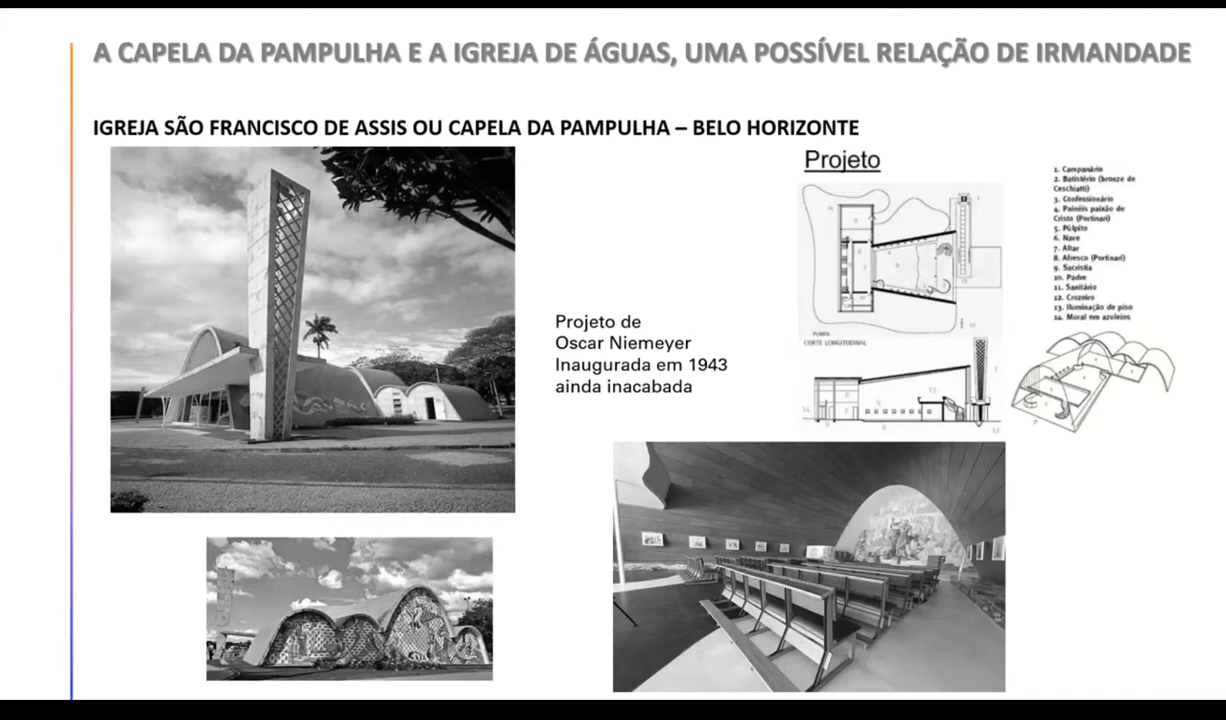 A CAPELA DA PAMPULHA E A IGREJA DE ÁGUAS, UMA POSSÍVEL RELAÇÃO DE IRMANDADE
IGREJA SÃO FRANCISCO DE ASSIS OU CAPELA DA PAMPULHA – BELO HORIZONTE
Projeto de
Oscar Niemeyer
Inaugurada em 1943
ainda inacabada
Projeto
PLANTA
CORTE LONGITUDINAL
1. Campanário
2. Batistério (bronze de
Ceschiatti)
3. Confessionário
4. Painéis paixão de
Cristo (Portinari)
5. Púlpito
6. Nave
7. Altar
8. Afresco (Portinari)
9. Sacristia
10. Padre
11. Sanitário
12. Cruzeiro
13. Iluminação de piso
14. Mural em azulejos